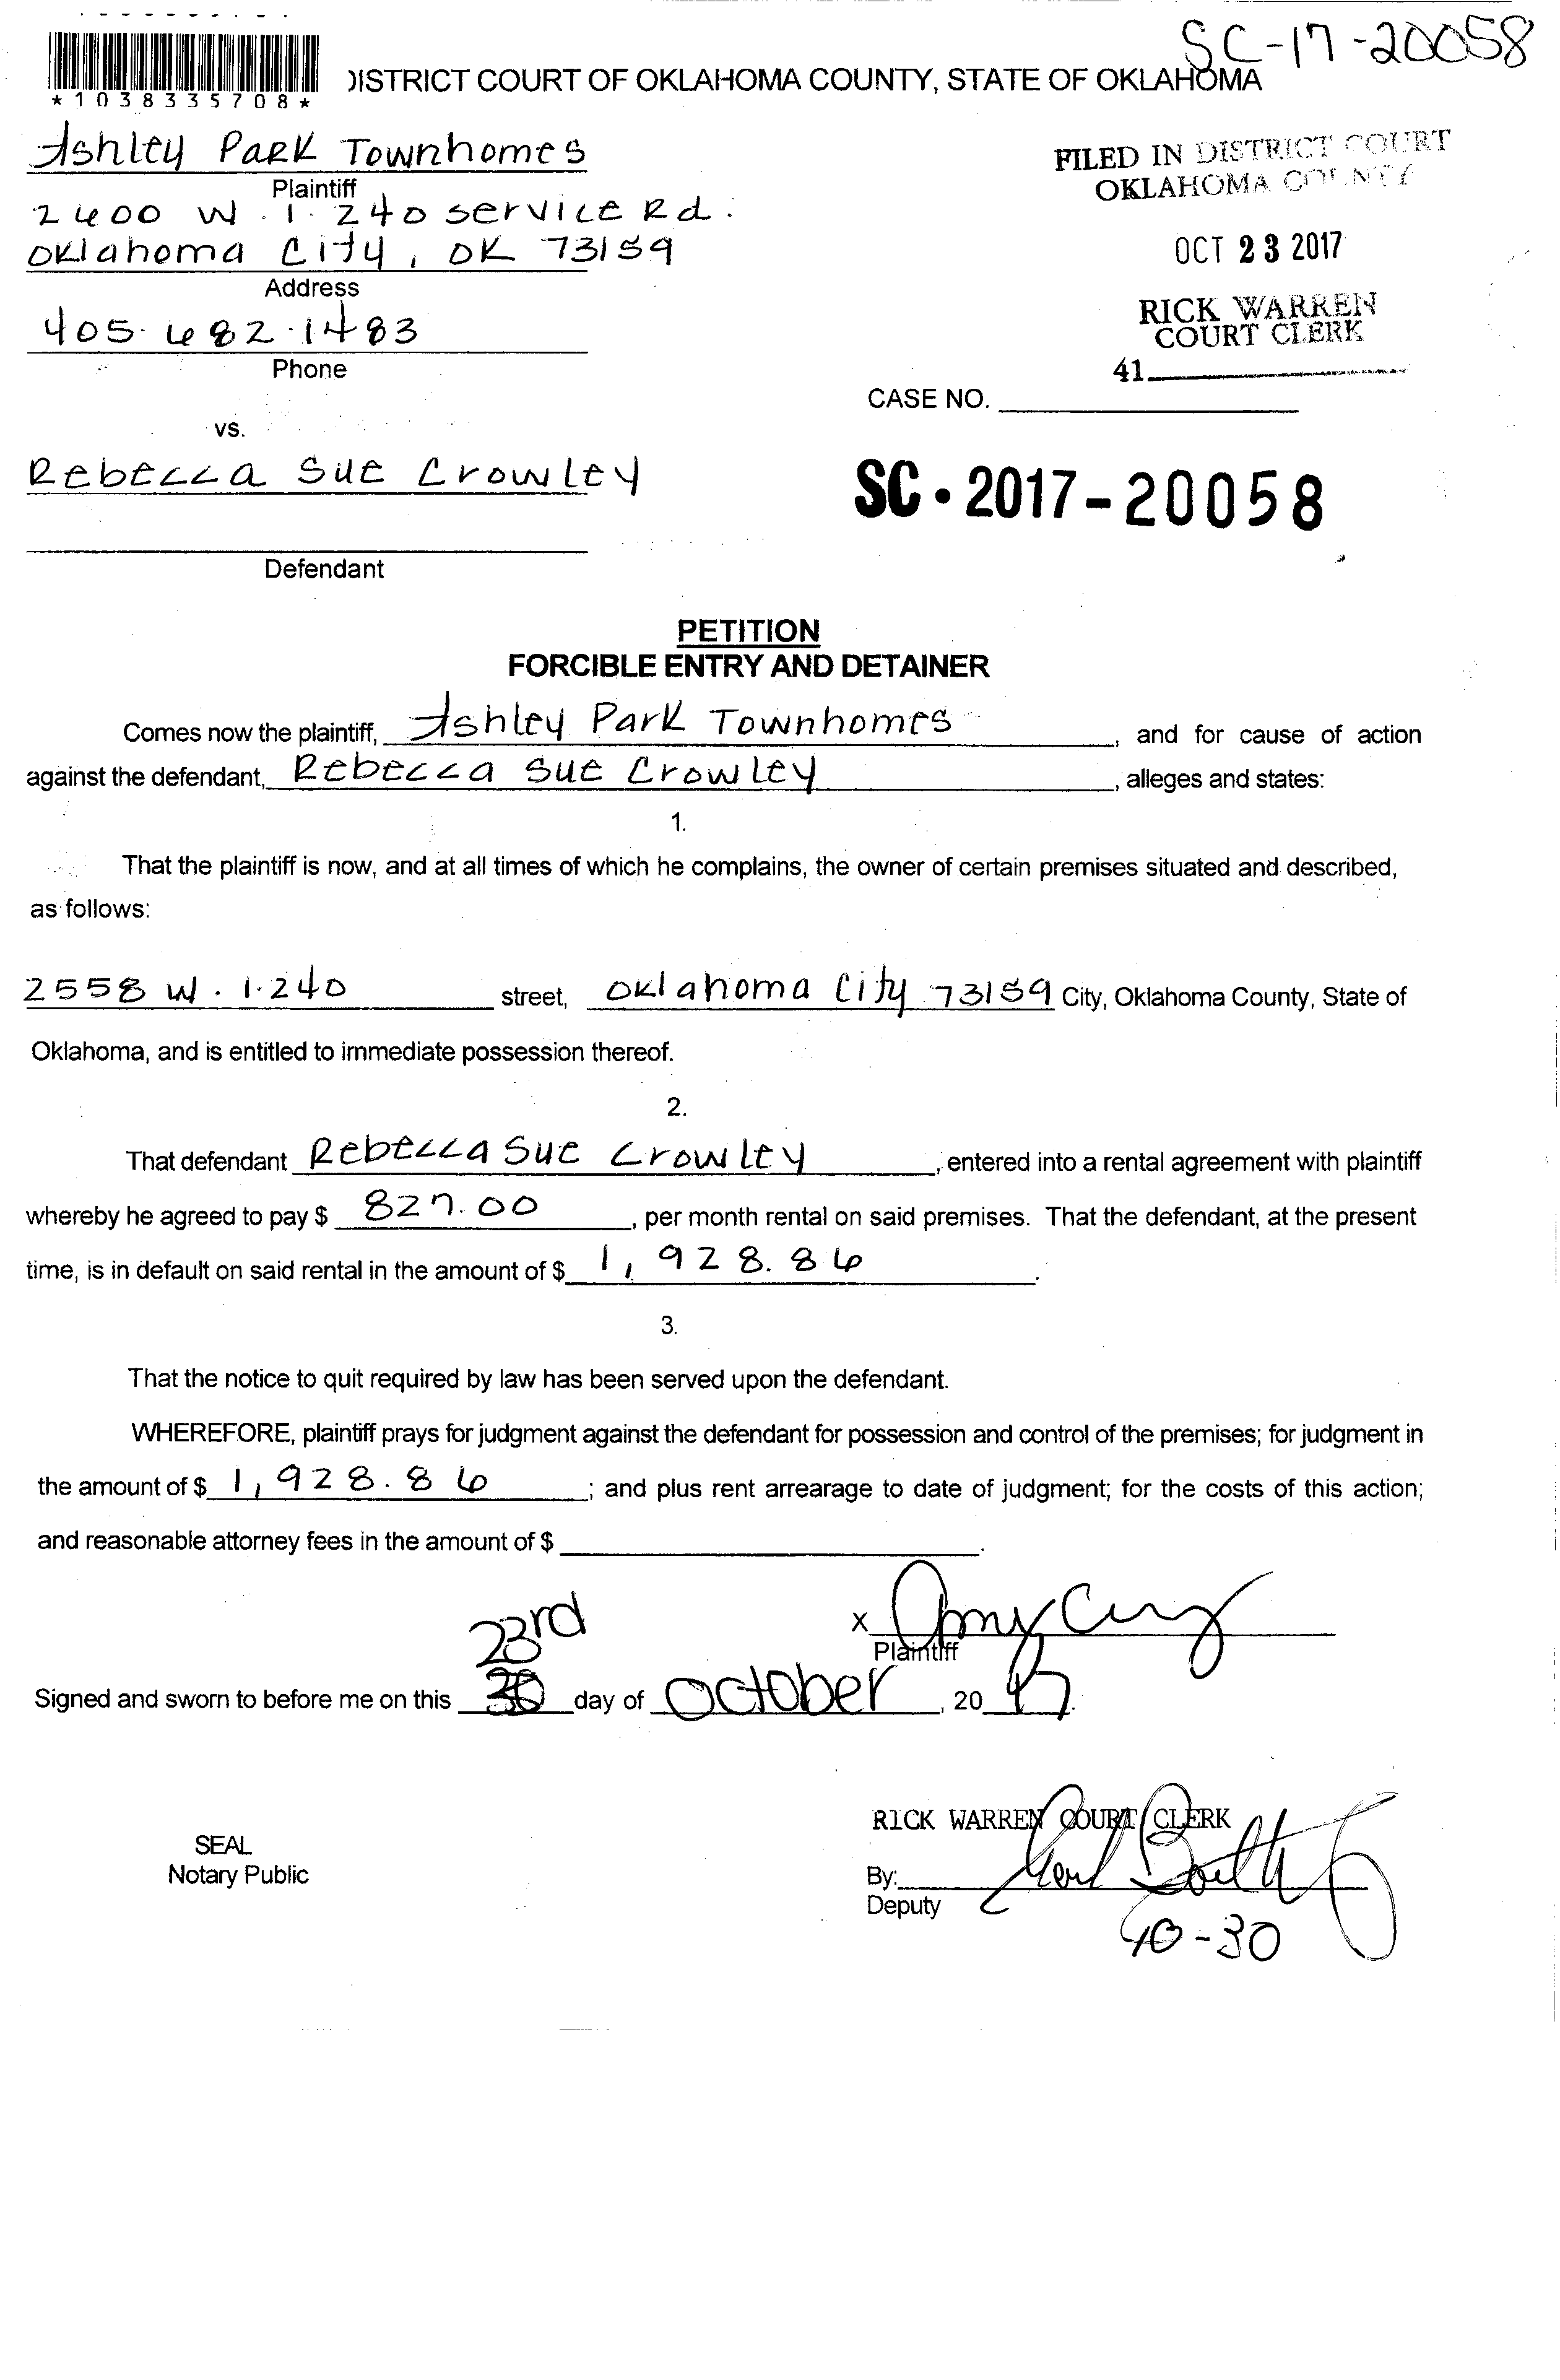 SC-17-20058
*1038335708*
DISTRICT COURT OF OKLAHOMA COUNTY, STATE OF OKLAHOMA
Ashley Park Townhomes
Plaintiff
2600 W. I. 240 service Rd.
Oklahoma City, OK 73159
Address
405.682.1483
Phone
FILED IN DISTRICT COURT
OKLAHOMA COUNTY
OCT 23 2017
RICK WARREN
COURT CLERK
41
CASE NO.
vs.
Rebecca Sue Crowley
SC-2017-20058
Defendant
PETITION
FORCIBLE ENTRY AND DETAINER
Comes now the plaintiff, Ashley Park Townhomes, and for cause of action
against the defendant, Rebecca Sue Crowley, alleges and states:
1.
That the plaintiff is now, and at all times of which he complains, the owner of certain premises situated and described,
as follows:
2558 W. I.240 street, Oklahoma City 73159 City, Oklahoma County, State of
Oklahoma, and is entitled to immediate possession thereof.
2.
That defendant Rebecca Sue Crowley, entered into a rental agreement with plaintiff
whereby he agreed to pay $ 827.00, per month rental on said premises. That the defendant, at the present
time, is in default on said rental in the amount of $ 1,928.86.
3.
That the notice to quit required by law has been served upon the defendant.
WHEREFORE, plaintiff prays for judgment against the defendant for possession and control of the premises; for judgment in
the amount of $ 1,928.86; and plus rent arrearage to date of judgment; for the costs of this action;
and reasonable attorney fees in the amount of $ .
23rd
X
Plaintiff
Signed and sworn to before me on this day of October, 2017.
RICK WARREN COURT CLERK
SEAL
Notary Public
By:
Deputy